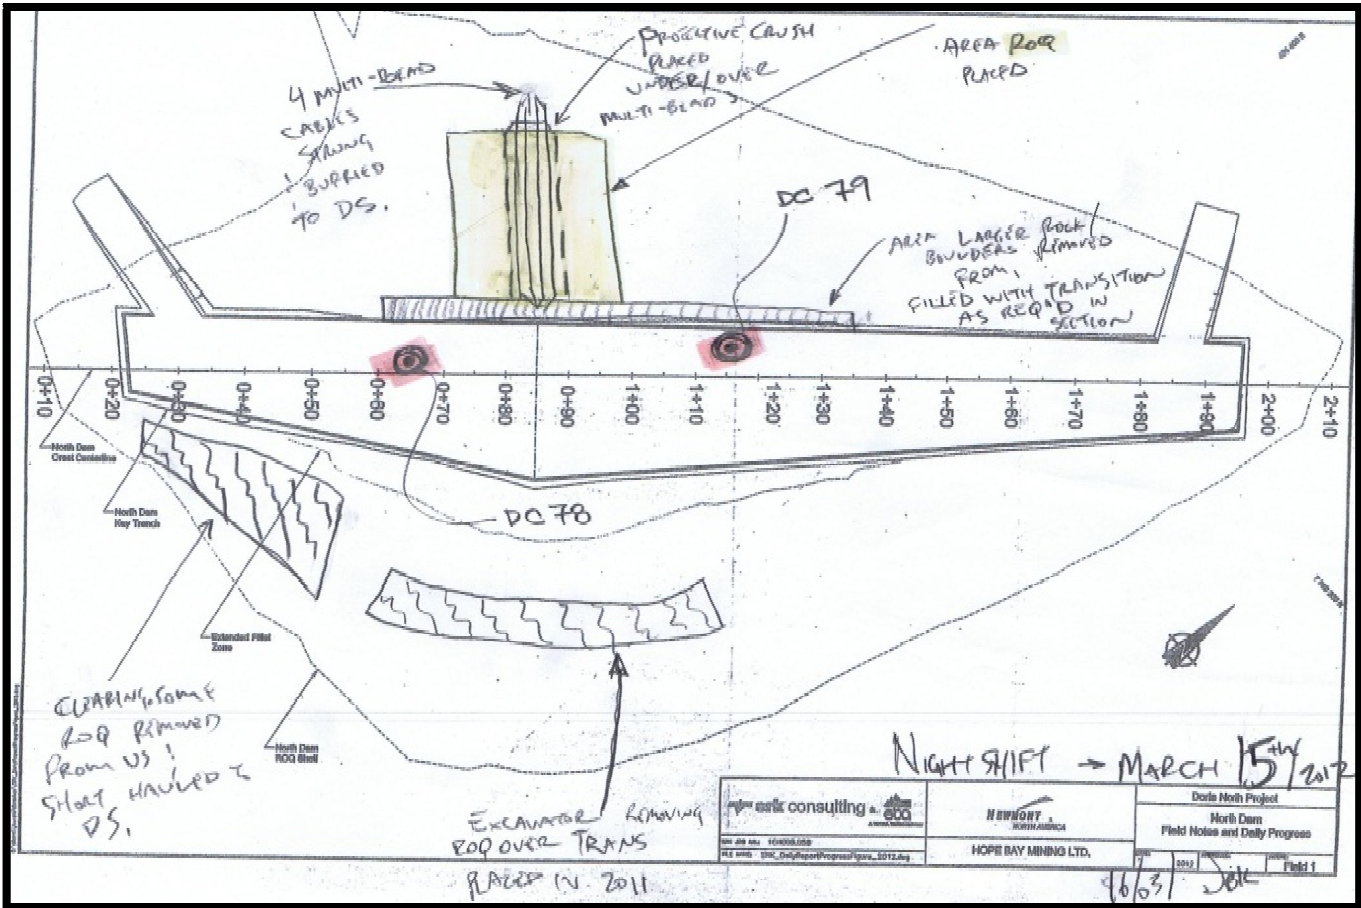 4 MULTI-BEAD
CABLES
STRUNG
! BURRIED
TO DS.
PROTECTIVE CRUSH
PLACED
UNDER/OVER
MULTI-BEADS
AREA ROQ
PLACED
DC 79
AREA LARGER ROCK/
BOULDERS REMOVED
FROM,
FILLED WITH TRANSITION
AS REQ'D IN
SECTION
0+10
0+20
0+30
0+40
0+50
0+60
0+70
0+80
0+90
1+00
1+10
1+20
1+30
1+40
1+50
1+60
1+70
1+80
1+90
2+00
2+10
North Dam
Crest Centerline
North Dam
Key Trench
DC 78
Extended Fillet
Zone
North Dam
ROQ Shell
CLEARING, SOME
ROQ REMOVED
FROM US !
SHORT HAULED TO
DS.
EXCAVATOR REMOVING
ROQ OVER TRANS
PLACED IN 2011
NIGHT SHIFT → MARCH 15th/2012
srk consulting
NEWMONT
NORTH AMERICA
HOPE BAY MINING LTD.
Doris North Project
North Dam
Field Notes and Daily Progress
16/03/
2012
JBK
Field 1